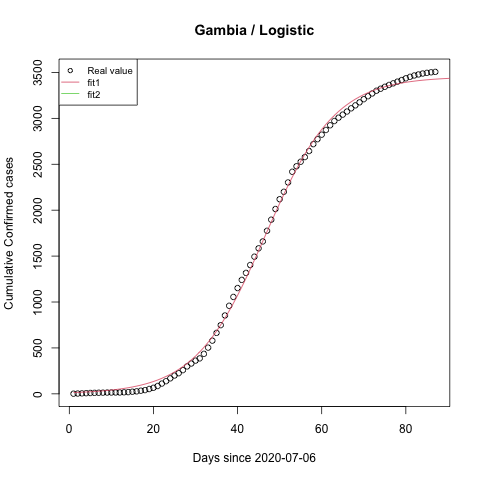 Gambia / Logistic
Real value
fit1
fit2
3500
3000
2500
2000
1500
1000
500
0
Cumulative Confirmed cases
0 20 40 60 80
Days since 2020-07-06